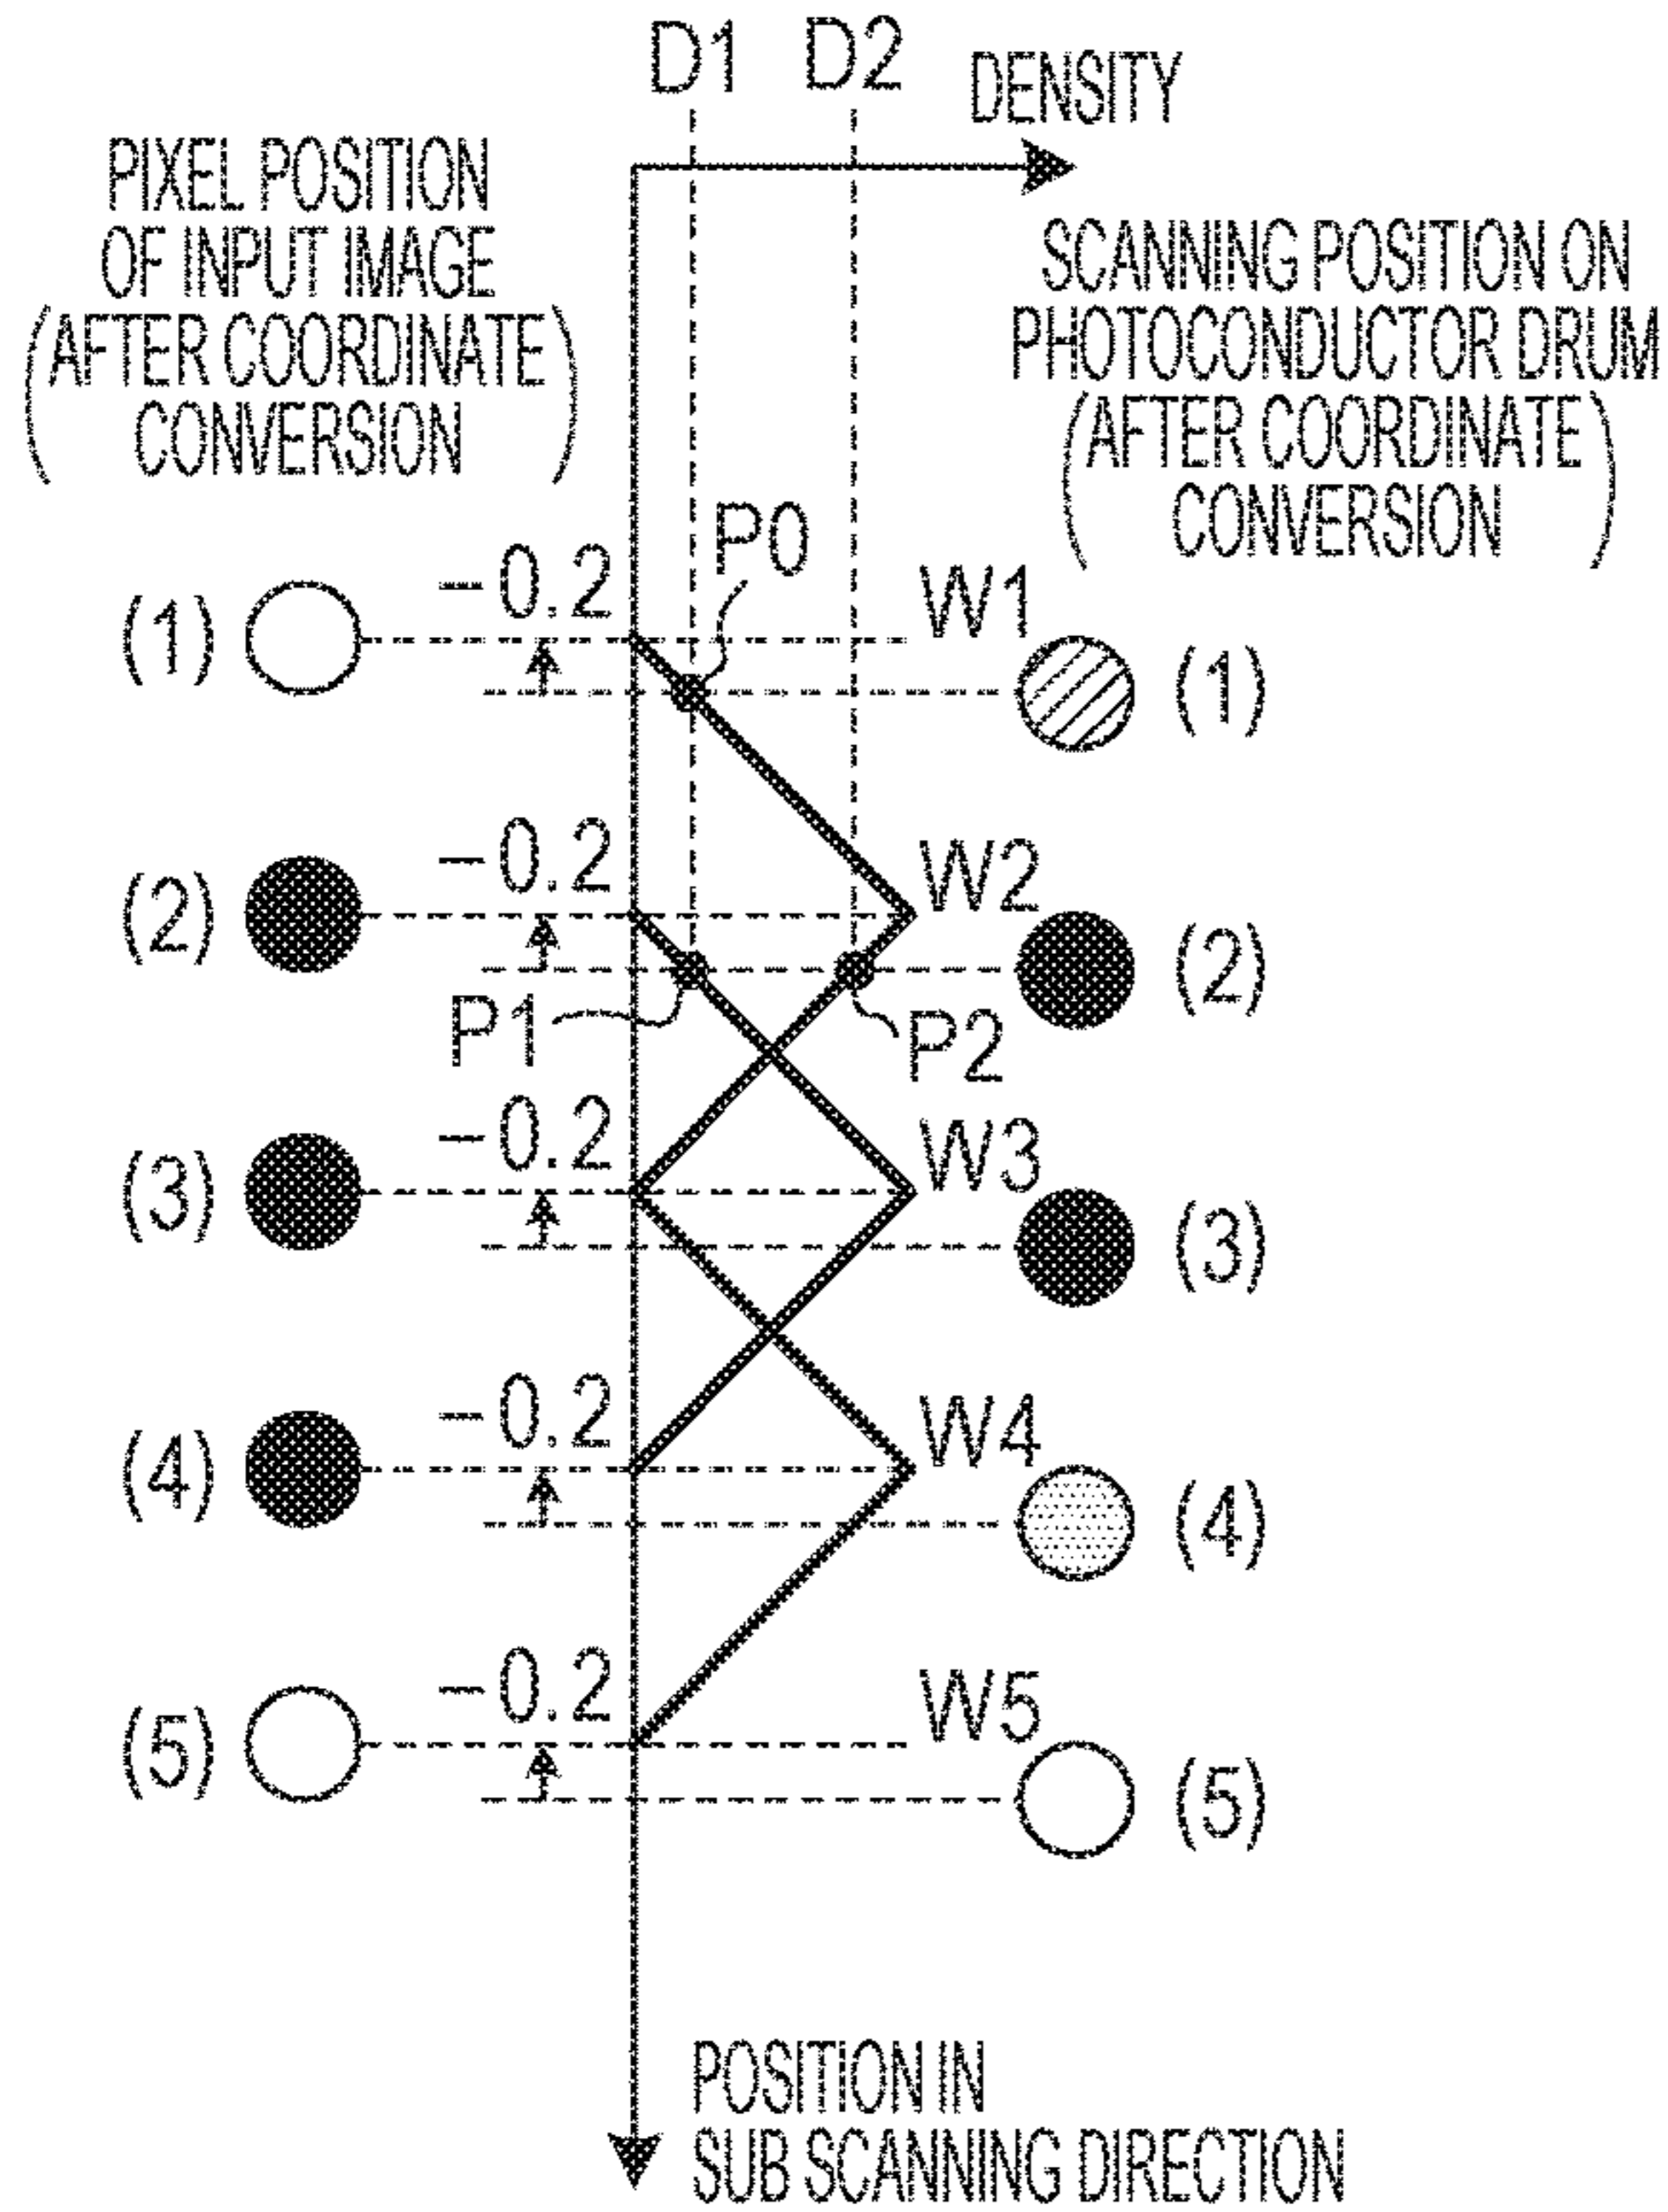 D1 D2 DENSITY
PIXEL POSITION
OF INPUT IMAGE
(AFTER COORDINATE
CONVERSION)
SCANNING POSITION ON
PHOTOCONDUCTOR DRUM
(AFTER COORDINATE
CONVERSION)
P0
(1) -0.2 W1 (1)
(2) -0.2 W2 (2)
P1 P2
(3) -0.2 W3 (3)
(4) -0.2 W4 (4)
(5) -0.2 W5 (5)
POSITION IN
SUB SCANNING DIRECTION